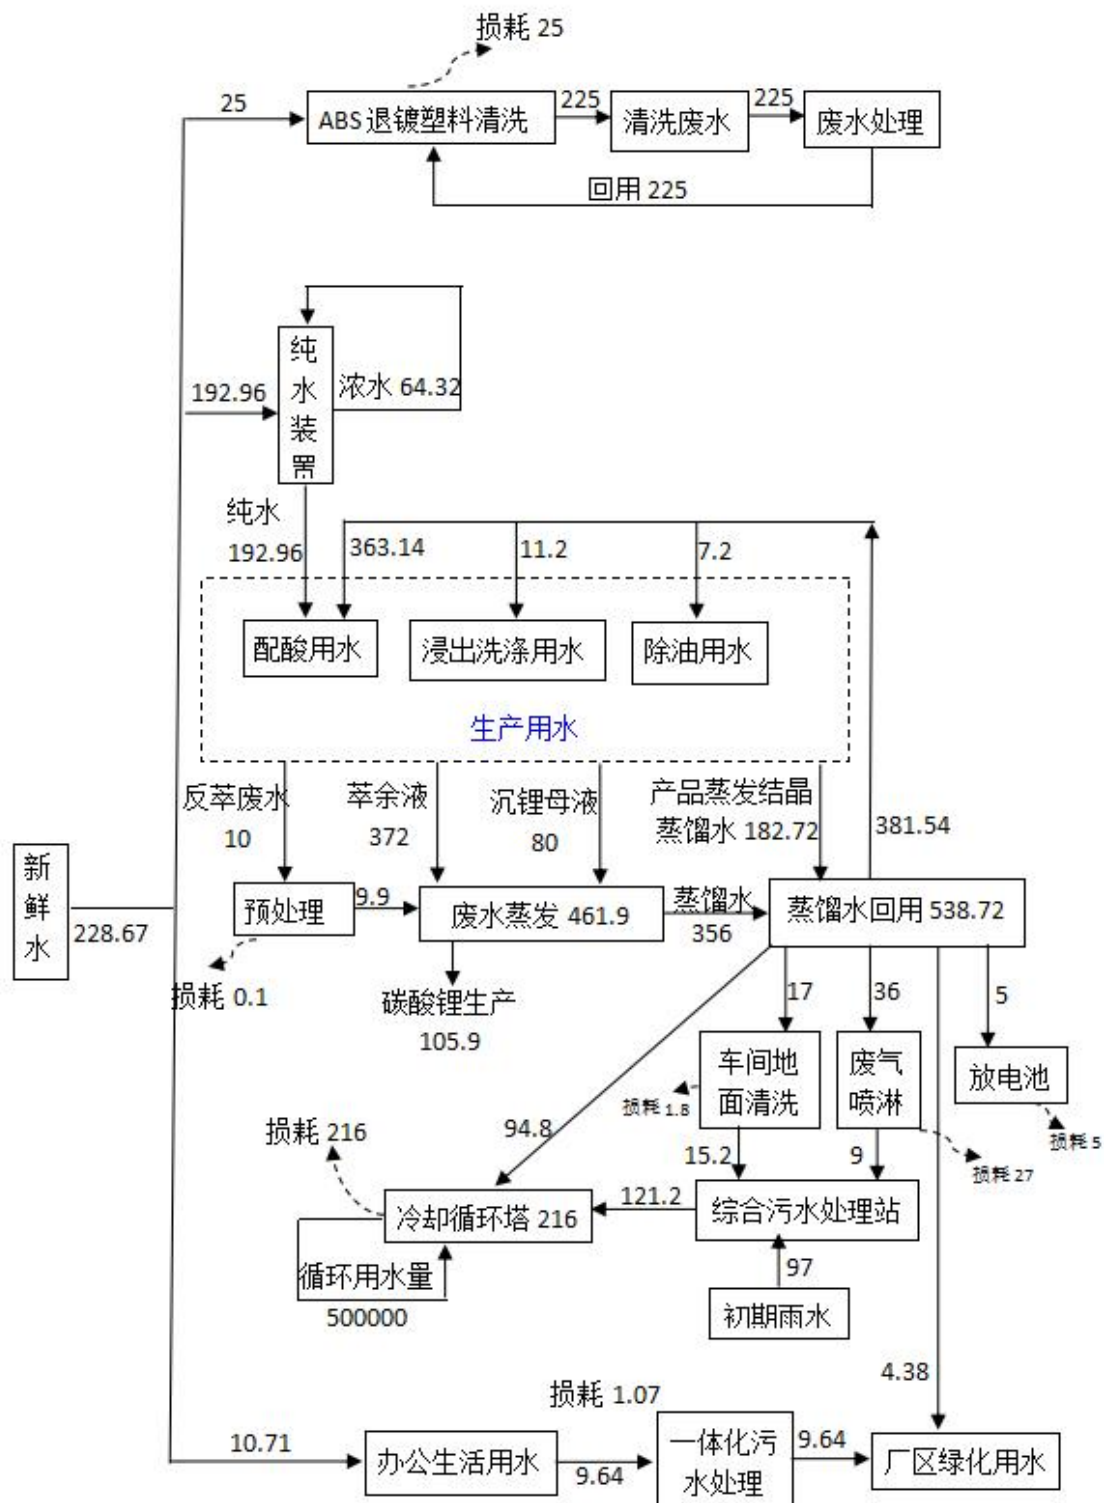 损耗 25
25
ABS 退镀塑料清洗
225
清洗废水
225
废水处理
回用 225
纯
水
装
置
192.96
浓水 64.32
纯水
192.96
363.14
11.2
7.2
配酸用水
浸出洗涤用水
除油用水
生产用水
反萃废水
10
萃余液
372
沉锂母液
80
产品蒸发结晶
蒸馏水 182.72
381.54
新
鲜
水
228.67
预处理
9.9
废水蒸发 461.9
蒸馏水
356
蒸馏水回用 538.72
损耗 0.1
碳酸锂生产
105.9
17
36
5
车间地
面清洗
废气
喷淋
放电池
损耗 1.8
损耗 5
损耗 216
94.8
15.2
9
损耗 27
冷却循环塔 216
121.2
综合污水处理站
循环用水量
500000
97
初期雨水
4.38
损耗 1.07
10.71
办公生活用水
9.64
一体化污
水处理
9.64
厂区绿化用水